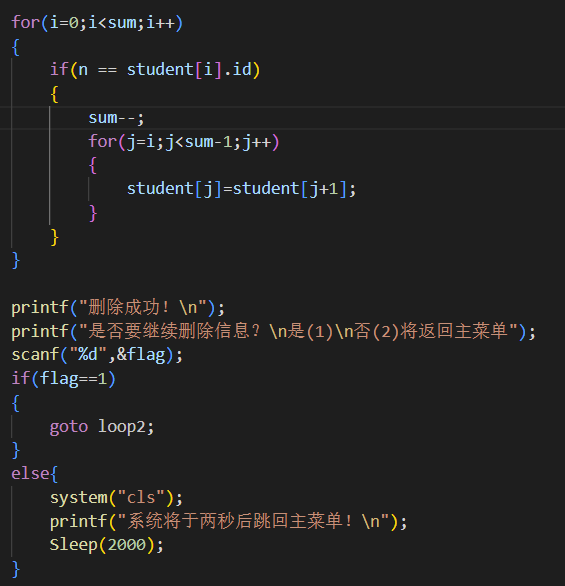 for(i=0;i<sum;i++)
{
    if(n == student[i].id)
    {
        sum--;
        for(j=i;j<sum-1;j++)
        {
            student[j]=student[j+1];
        }
    }
}

printf("删除成功！\n");
printf("是否要继续删除信息？\n是(1)\n否(2)将返回主菜单");
scanf("%d",&flag);
if(flag==1)
{
    goto loop2;
}
else{
    system("cls");
    printf("系统将于两秒后跳回主菜单！\n");
    Sleep(2000);
}